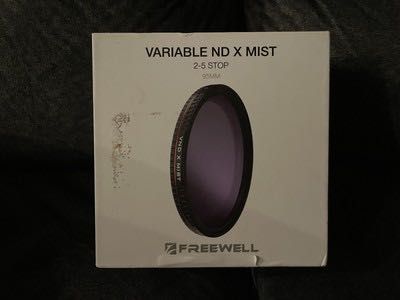 VARIABLE ND X MIST
2-5 STOP
95MM
VND X MIST
FREEWELL